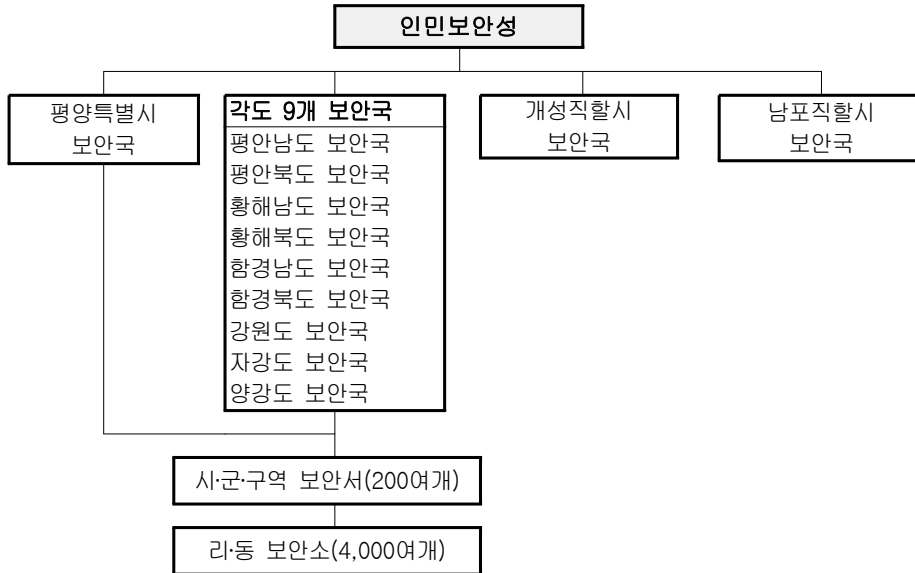 인민보안성
평양특별시
보안국
각도 9개 보안국
평안남도 보안국
평안북도 보안국
황해남도 보안국
황해북도 보안국
함경남도 보안국
함경북도 보안국
강원도 보안국
자강도 보안국
양강도 보안국
개성직할시
보안국
남포직할시
보안국
시·군·구역 보안서(200여개)
리·동 보안소(4,000여개)